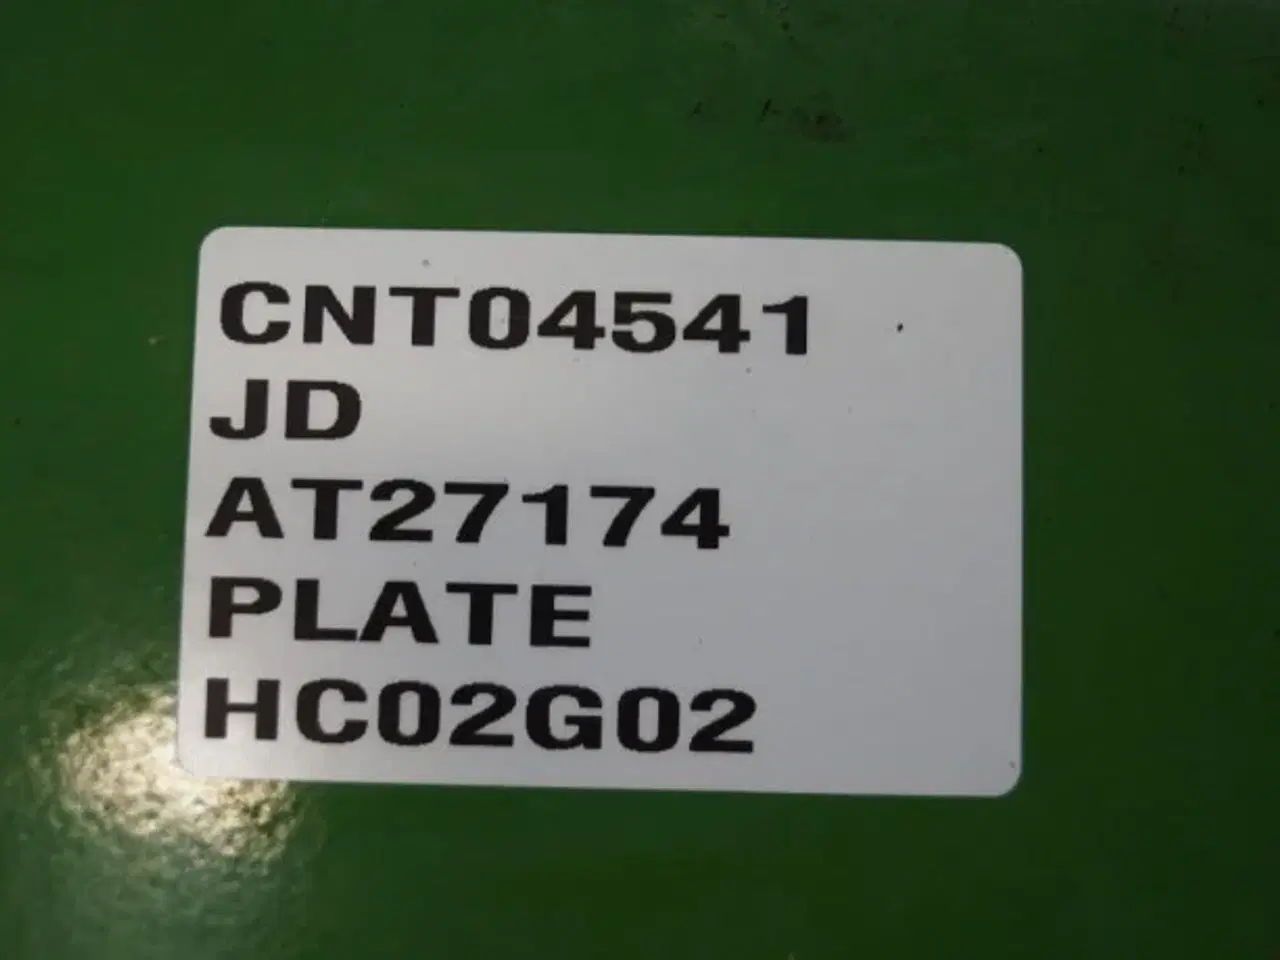 CNT04541
JD
AT27174
PLATE
HC02G02